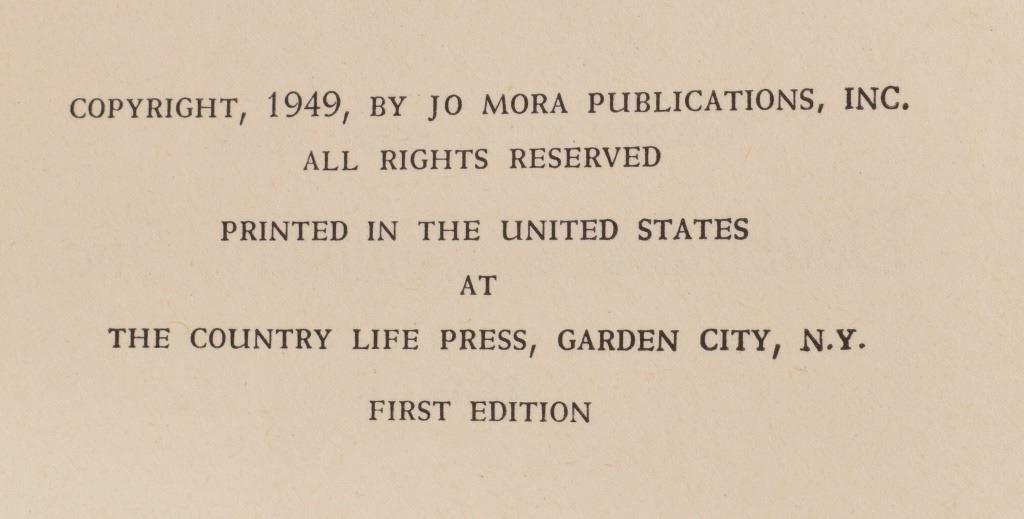 COPYRIGHT, 1949, BY JO MORA PUBLICATIONS, INC.
ALL RIGHTS RESERVED
PRINTED IN THE UNITED STATES
AT
THE COUNTRY LIFE PRESS, GARDEN CITY, N.Y.
FIRST EDITION